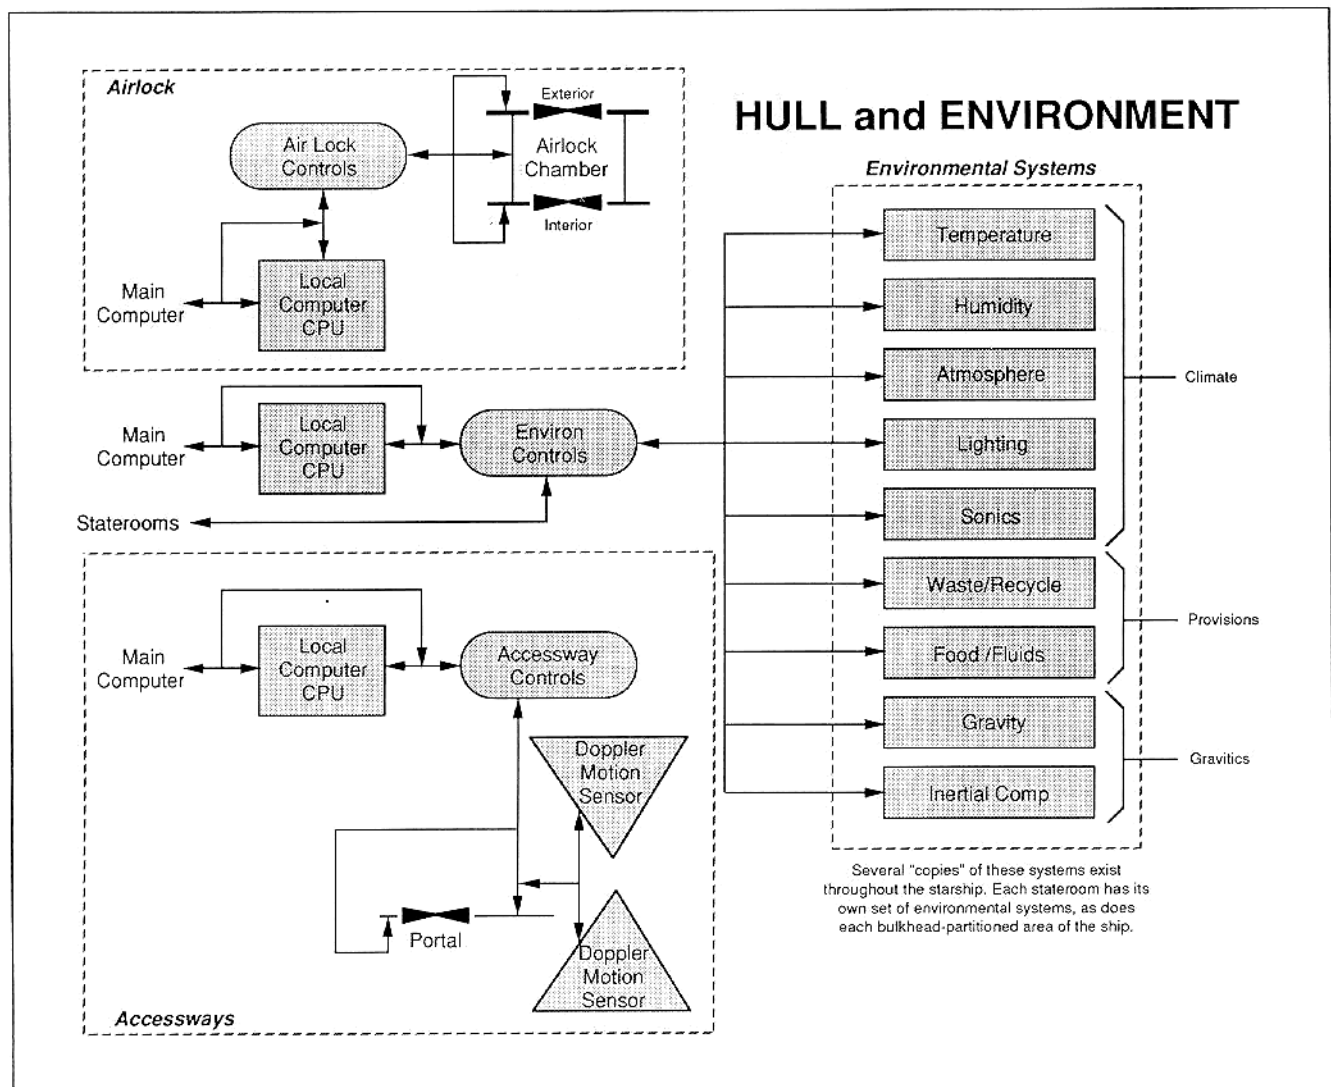 HULL and ENVIRONMENT
Airlock
Exterior
Airlock
Chamber
Interior
Air Lock
Controls
Main
Computer
Local
Computer
CPU
Main
Computer
Local
Computer
CPU
Environ
Controls
Staterooms
Main
Computer
Local
Computer
CPU
Accessway
Controls
Doppler
Motion
Sensor
Portal
Doppler
Motion
Sensor
Accessways
Environmental Systems
Temperature
Humidity
Atmosphere
Lighting
Sonics
Climate
Waste/Recycle
Food /Fluids
Provisions
Gravity
Inertial Comp
Gravitics
Several "copies" of these systems exist
throughout the starship. Each stateroom has its
own set of environmental systems, as does
each bulkhead-partitioned area of the ship.